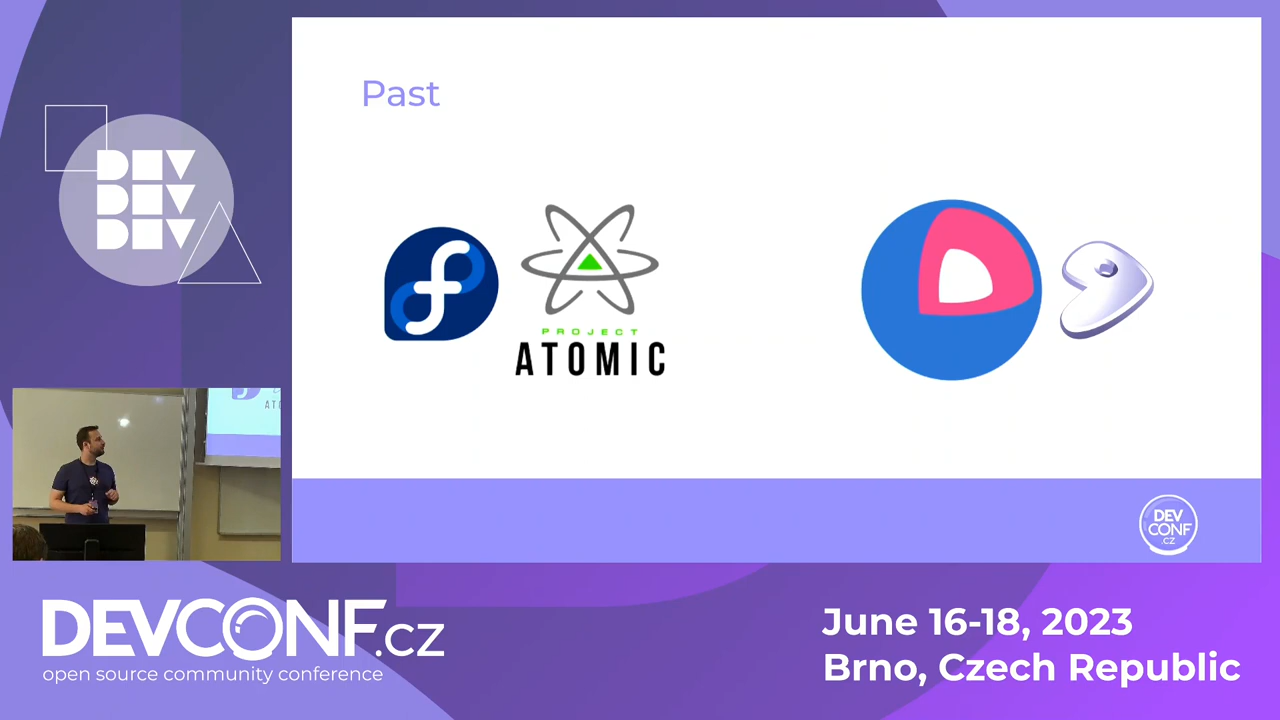 Past
DEV
DEV
DEV
PROJECT
ATOMIC
DEV
CONF
.CZ
DEVCONF.cz
open source community conference
June 16-18, 2023
Brno, Czech Republic